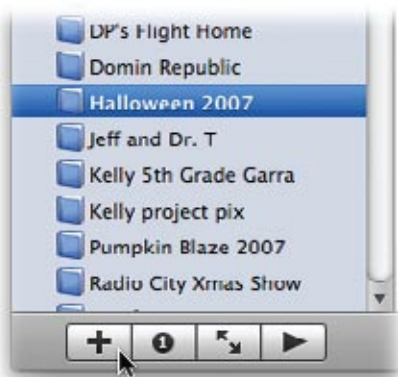 DP's Flight Home
Domin Republic
Halloween 2007
Jeff and Dr. T
Kelly 5th Grade Garra
Kelly project pix
Pumpkin Blaze 2007
Radio City Xmas Show